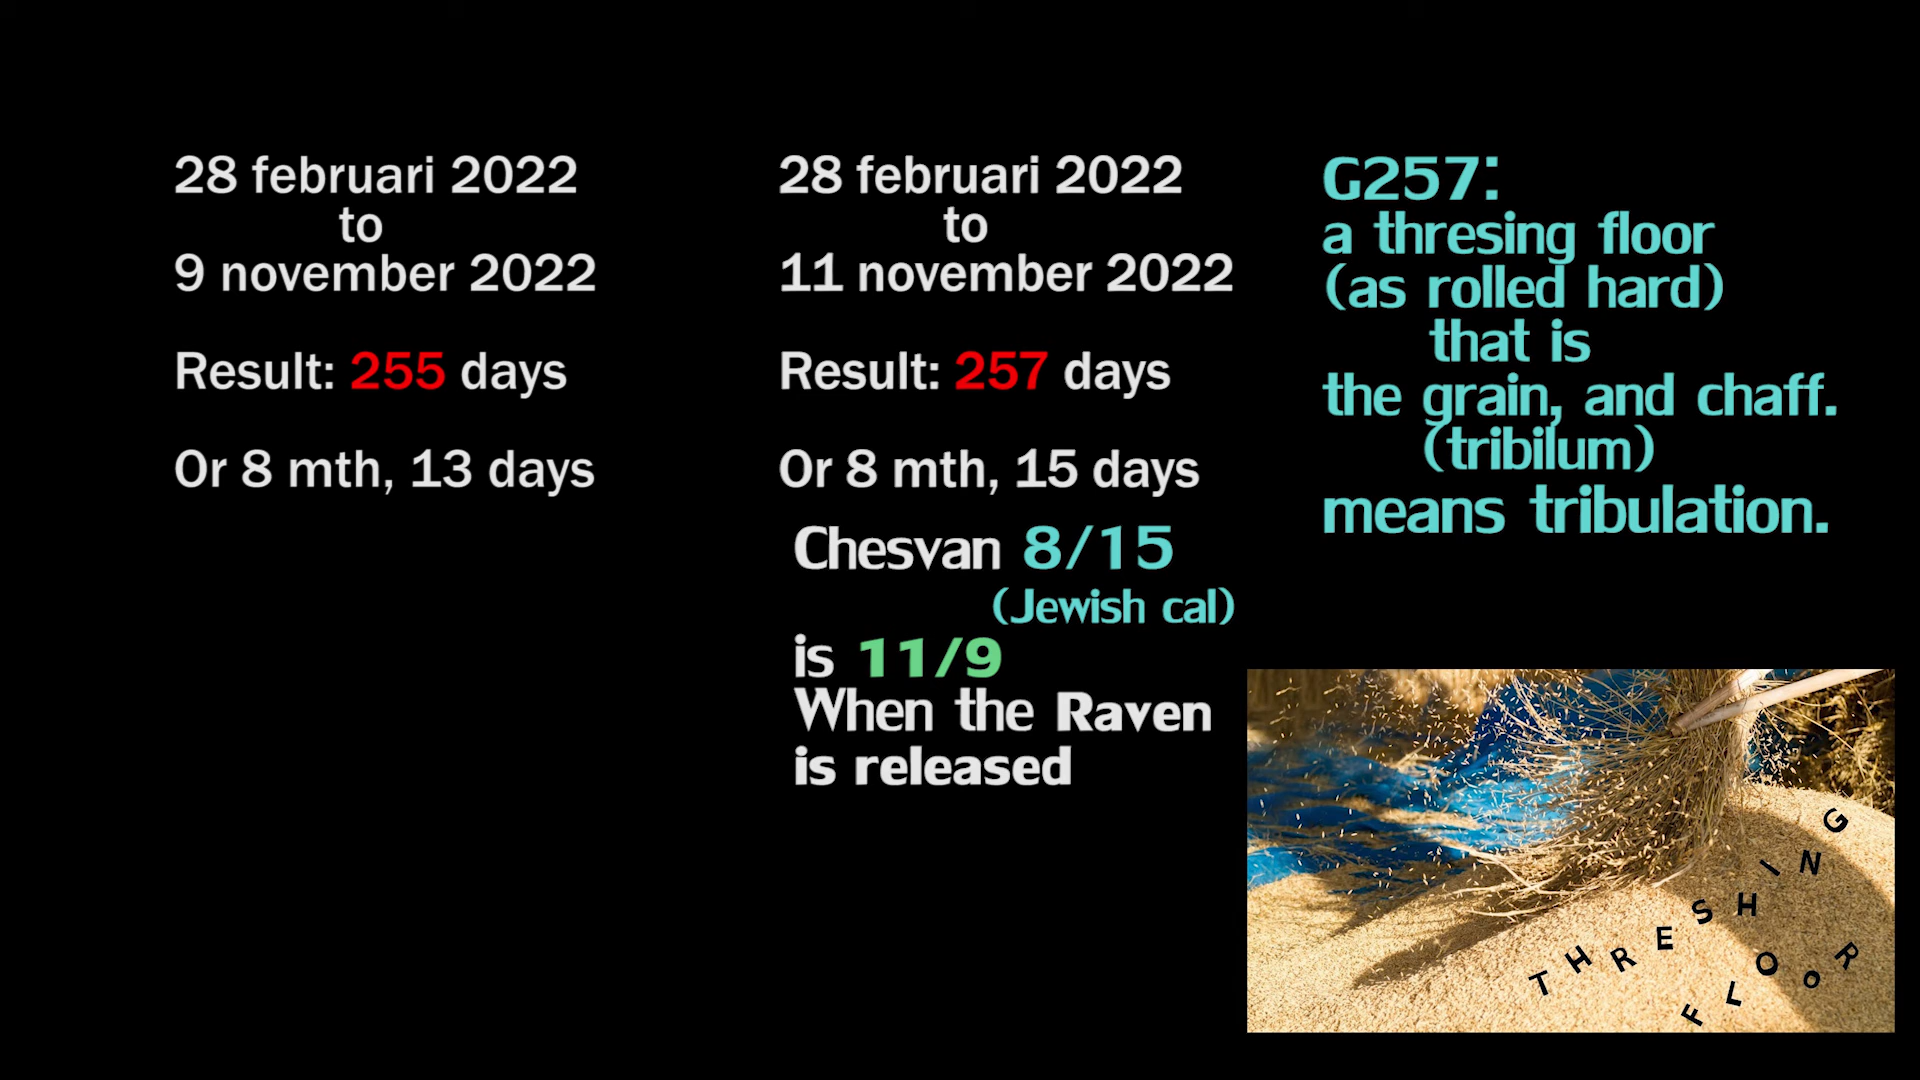 28 februari 2022
to
9 november 2022
Result: 255 days
Or 8 mth, 13 days
28 februari 2022
to
11 november 2022
Result: 257 days
Or 8 mth, 15 days
Chesvan 8/15
(Jewish cal)
is 11/9
When the Raven
is released
G257:
a thresing floor
(as rolled hard)
that is
the grain, and chaff.
(tribilum)
means tribulation.
THRESHING
FLOOR